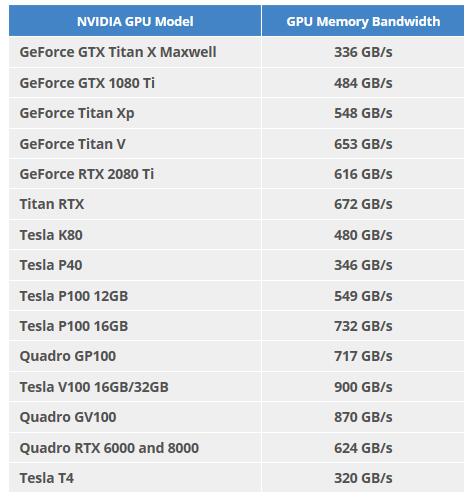 NVIDIA GPU Model GPU Memory Bandwidth
GeForce GTX Titan X Maxwell 336 GB/s
GeForce GTX 1080 Ti 484 GB/s
GeForce Titan Xp 548 GB/s
GeForce Titan V 653 GB/s
GeForce RTX 2080 Ti 616 GB/s
Titan RTX 672 GB/s
Tesla K80 480 GB/s
Tesla P40 346 GB/s
Tesla P100 12GB 549 GB/s
Tesla P100 16GB 732 GB/s
Quadro GP100 717 GB/s
Tesla V100 16GB/32GB 900 GB/s
Quadro GV100 870 GB/s
Quadro RTX 6000 and 8000 624 GB/s
Tesla T4 320 GB/s